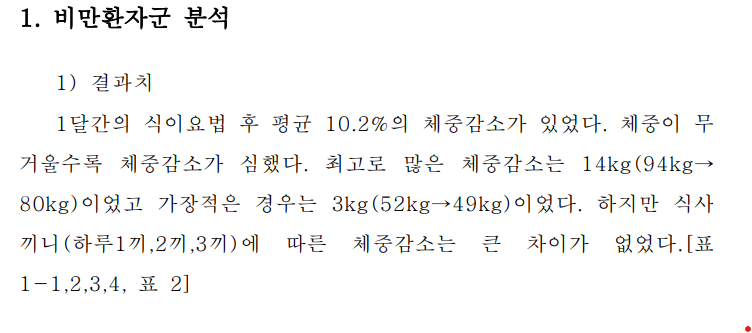 1. 비만환자군 분석
1) 결과치
1달간의 식이요법 후 평균 10.2%의 체중감소가 있었다. 체중이 무
거울수록 체중감소가 심했다. 최고로 많은 체중감소는 14kg(94kg→
80kg)이었고 가장적은 경우는 3kg(52kg→49kg)이었다. 하지만 식사
끼니(하루1끼,2끼,3끼)에 따른 체중감소는 큰 차이가 없었다.[표
1-1,2,3,4, 표 2]